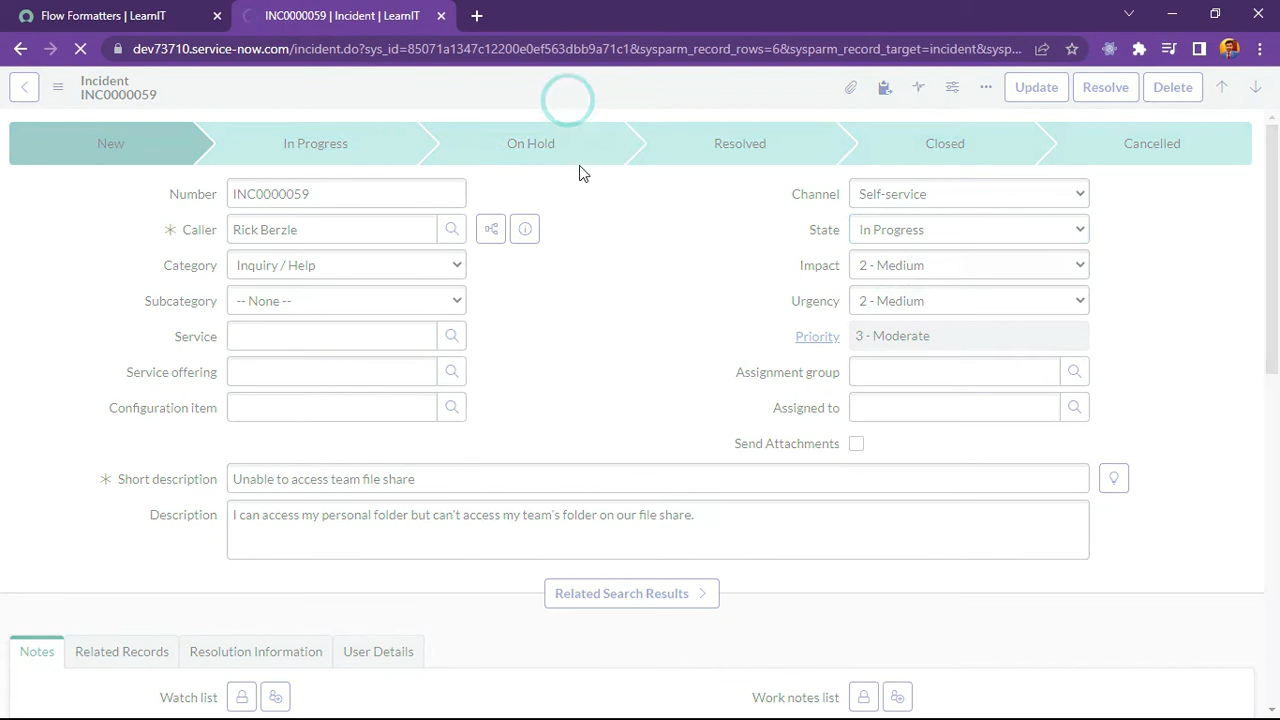 Flow Formatters | LearnIT
INC0000059 | Incident | LearnIT
dev73710.service-now.com/incident.do?sys_id=85071a1347c12200e0ef563dbb9a71c1&sysparm_record_rows=6&sysparm_record_target=incident&sysp...
Incident
INC0000059
Update
Resolve
Delete
New
In Progress
On Hold
Resolved
Closed
Cancelled
Number
INC0000059
Channel
Self-service
Caller
Rick Berzle
State
In Progress
Category
Inquiry / Help
Impact
2 - Medium
Subcategory
-- None --
Urgency
2 - Medium
Service
Priority
3 - Moderate
Service offering
Assignment group
Configuration item
Assigned to
Send Attachments
Short description
Unable to access team file share
Description
I can access my personal folder but can't access my team's folder on our file share.
Related Search Results
Notes
Related Records
Resolution Information
User Details
Watch list
Work notes list